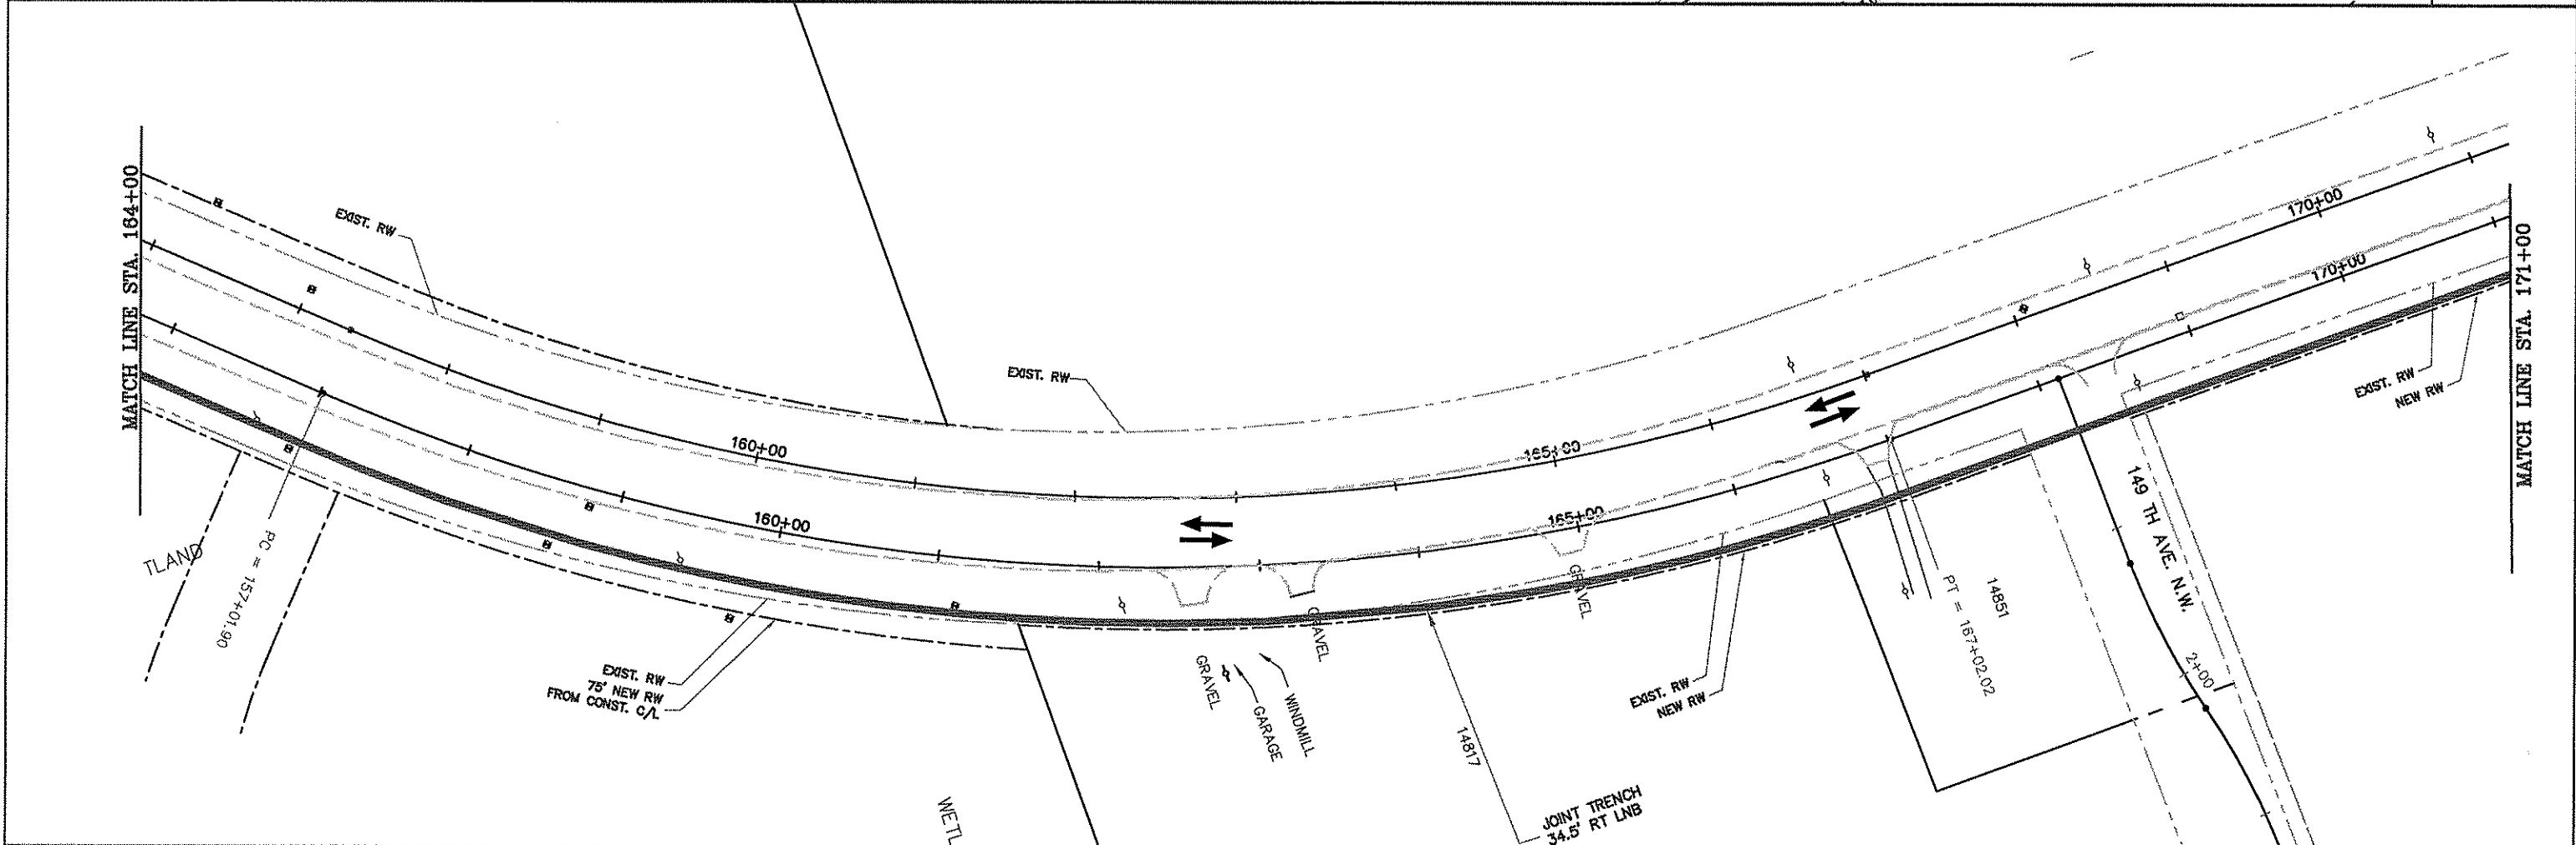 MATCH LINE STA. 164+00
EXIST. RW
EXIST. RW
160+00
160+00
165+00
165+00
170+00
170+00
MATCH LINE STA. 171+00
EXIST. RW
NEW RW
TLAND
PC = 157+01.90
EXIST. RW
75' NEW RW
FROM CONST. C/L
GRAVEL
GARAGE
WINDMILL
GRAVEL
GRAVEL
EXIST. RW
NEW RW
14817
JOINT TRENCH
34.5' RT LNB
PT = 167+02.02
14851
149 TH AVE. N.W.
2+00
WETL